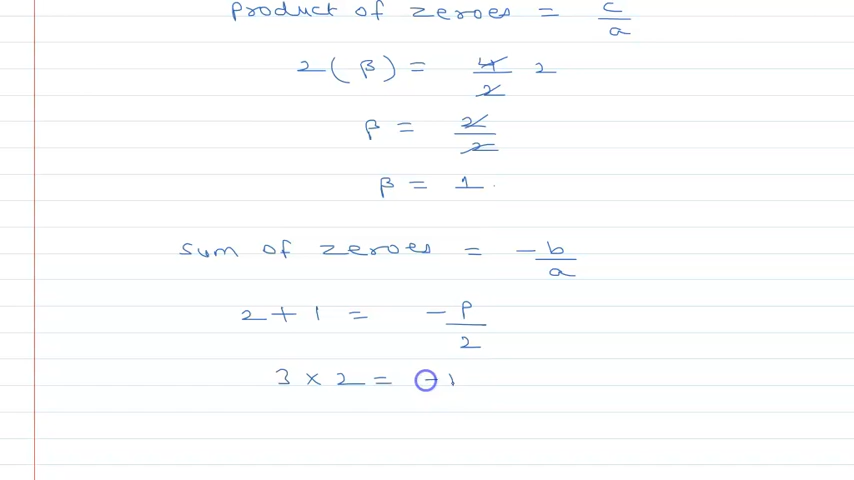 product of zeroes = c/a
2 ( β ) = 4/2 2
β = 2/2
β = 1.
sum of zeroes = - b/a
2 + 1 = - p/2
3 × 2 = -